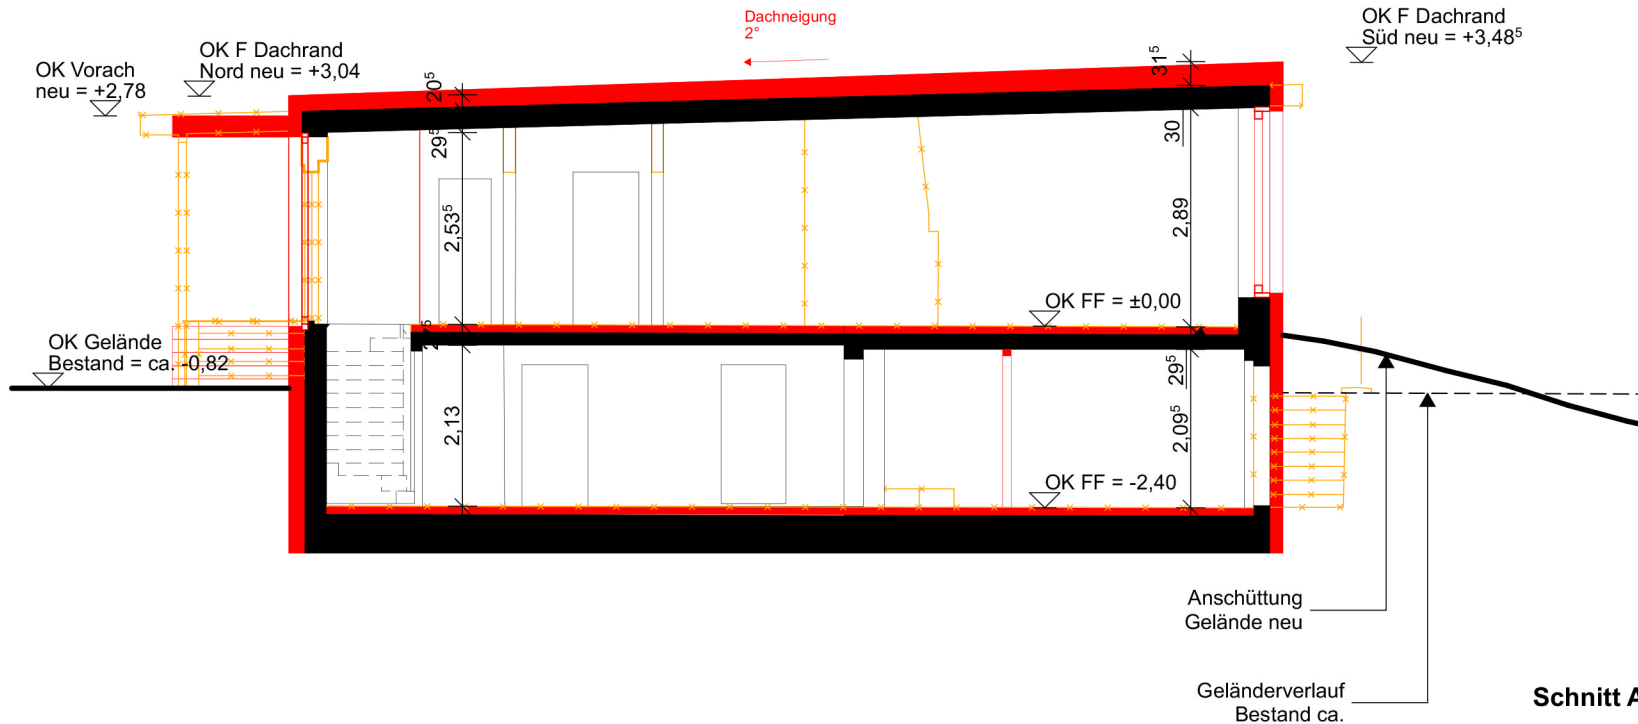 Dachneigung
2°
OK F Dachrand
Süd neu = +3,48⁵
OK F Dachrand
Nord neu = +3,04
OK Vorach
neu = +2,78
20⁵
31⁵
29⁵
30
2,53⁵
2,89
OK FF = ±0,00
OK Gelände
Bestand = ca. -0,82
27⁵
29⁵
2,13
2,09⁵
OK FF = -2,40
Anschüttung
Gelände neu
Geländerverlauf
Bestand ca.
Schnitt A